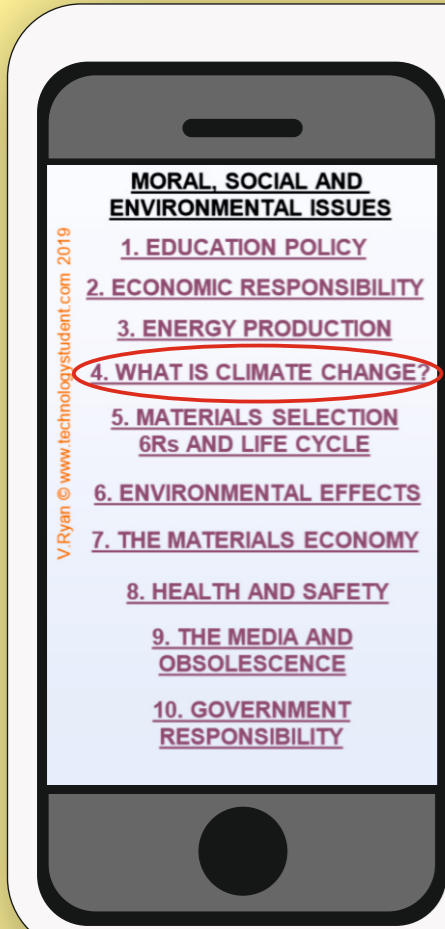 MORAL, SOCIAL AND
ENVIRONMENTAL ISSUES
1. EDUCATION POLICY
2. ECONOMIC RESPONSIBILITY
3. ENERGY PRODUCTION
4. WHAT IS CLIMATE CHANGE?
5. MATERIALS SELECTION
6Rs AND LIFE CYCLE
6. ENVIRONMENTAL EFFECTS
7. THE MATERIALS ECONOMY
8. HEALTH AND SAFETY
9. THE MEDIA AND
OBSOLESCENCE
10. GOVERNMENT
RESPONSIBILITY
V.Ryan © www.technologystudent.com 2019